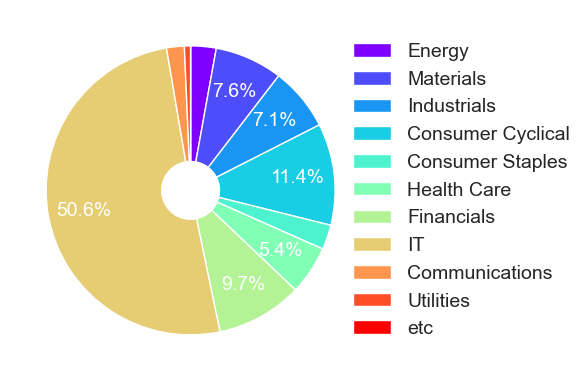 7.6%
7.1%
11.4%
5.4%
9.7%
50.6%
Energy
Materials
Industrials
Consumer Cyclical
Consumer Staples
Health Care
Financials
IT
Communications
Utilities
etc